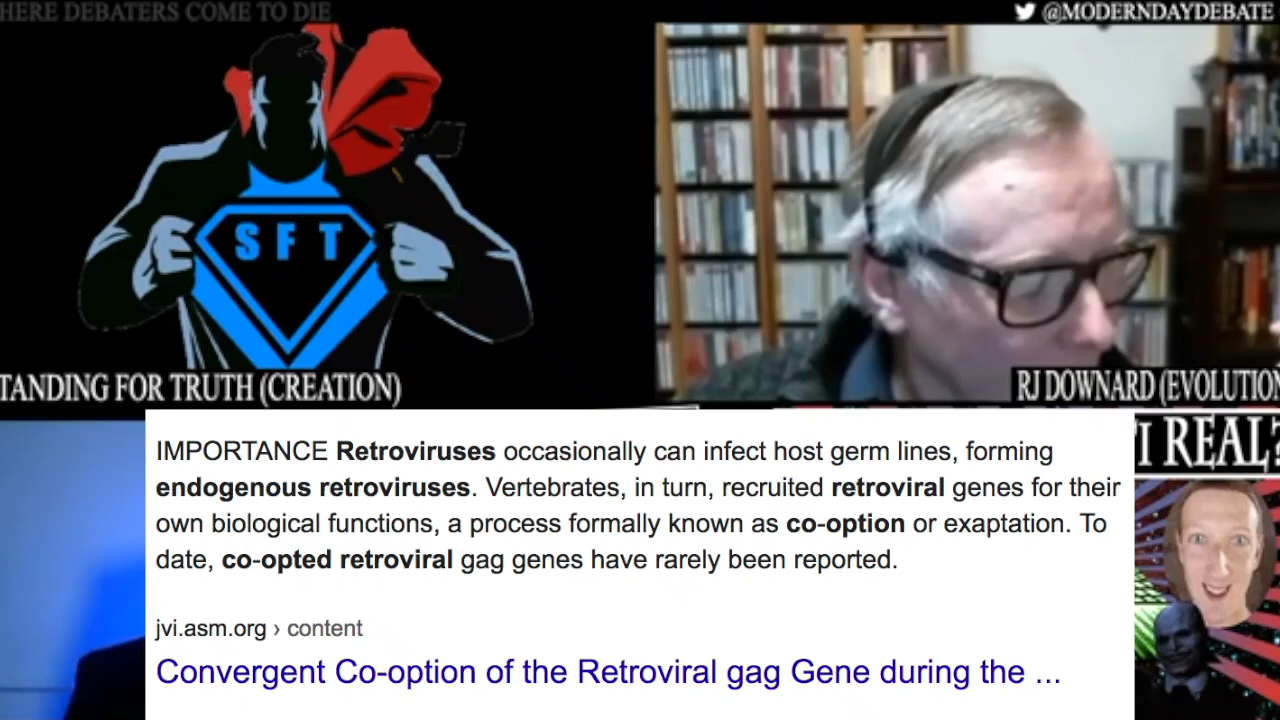 HERE DEBATERS COME TO DIE
@MODERNDAYDEBATE
SFT
TANDING FOR TRUTH (CREATION)
RJ DOWNARD (EVOLUTION
I REAL?
IMPORTANCE Retroviruses occasionally can infect host germ lines, forming
endogenous retroviruses. Vertebrates, in turn, recruited retroviral genes for their
own biological functions, a process formally known as co-option or exaptation. To
date, co-opted retroviral gag genes have rarely been reported.
jvi.asm.org › content
Convergent Co-option of the Retroviral gag Gene during the ...